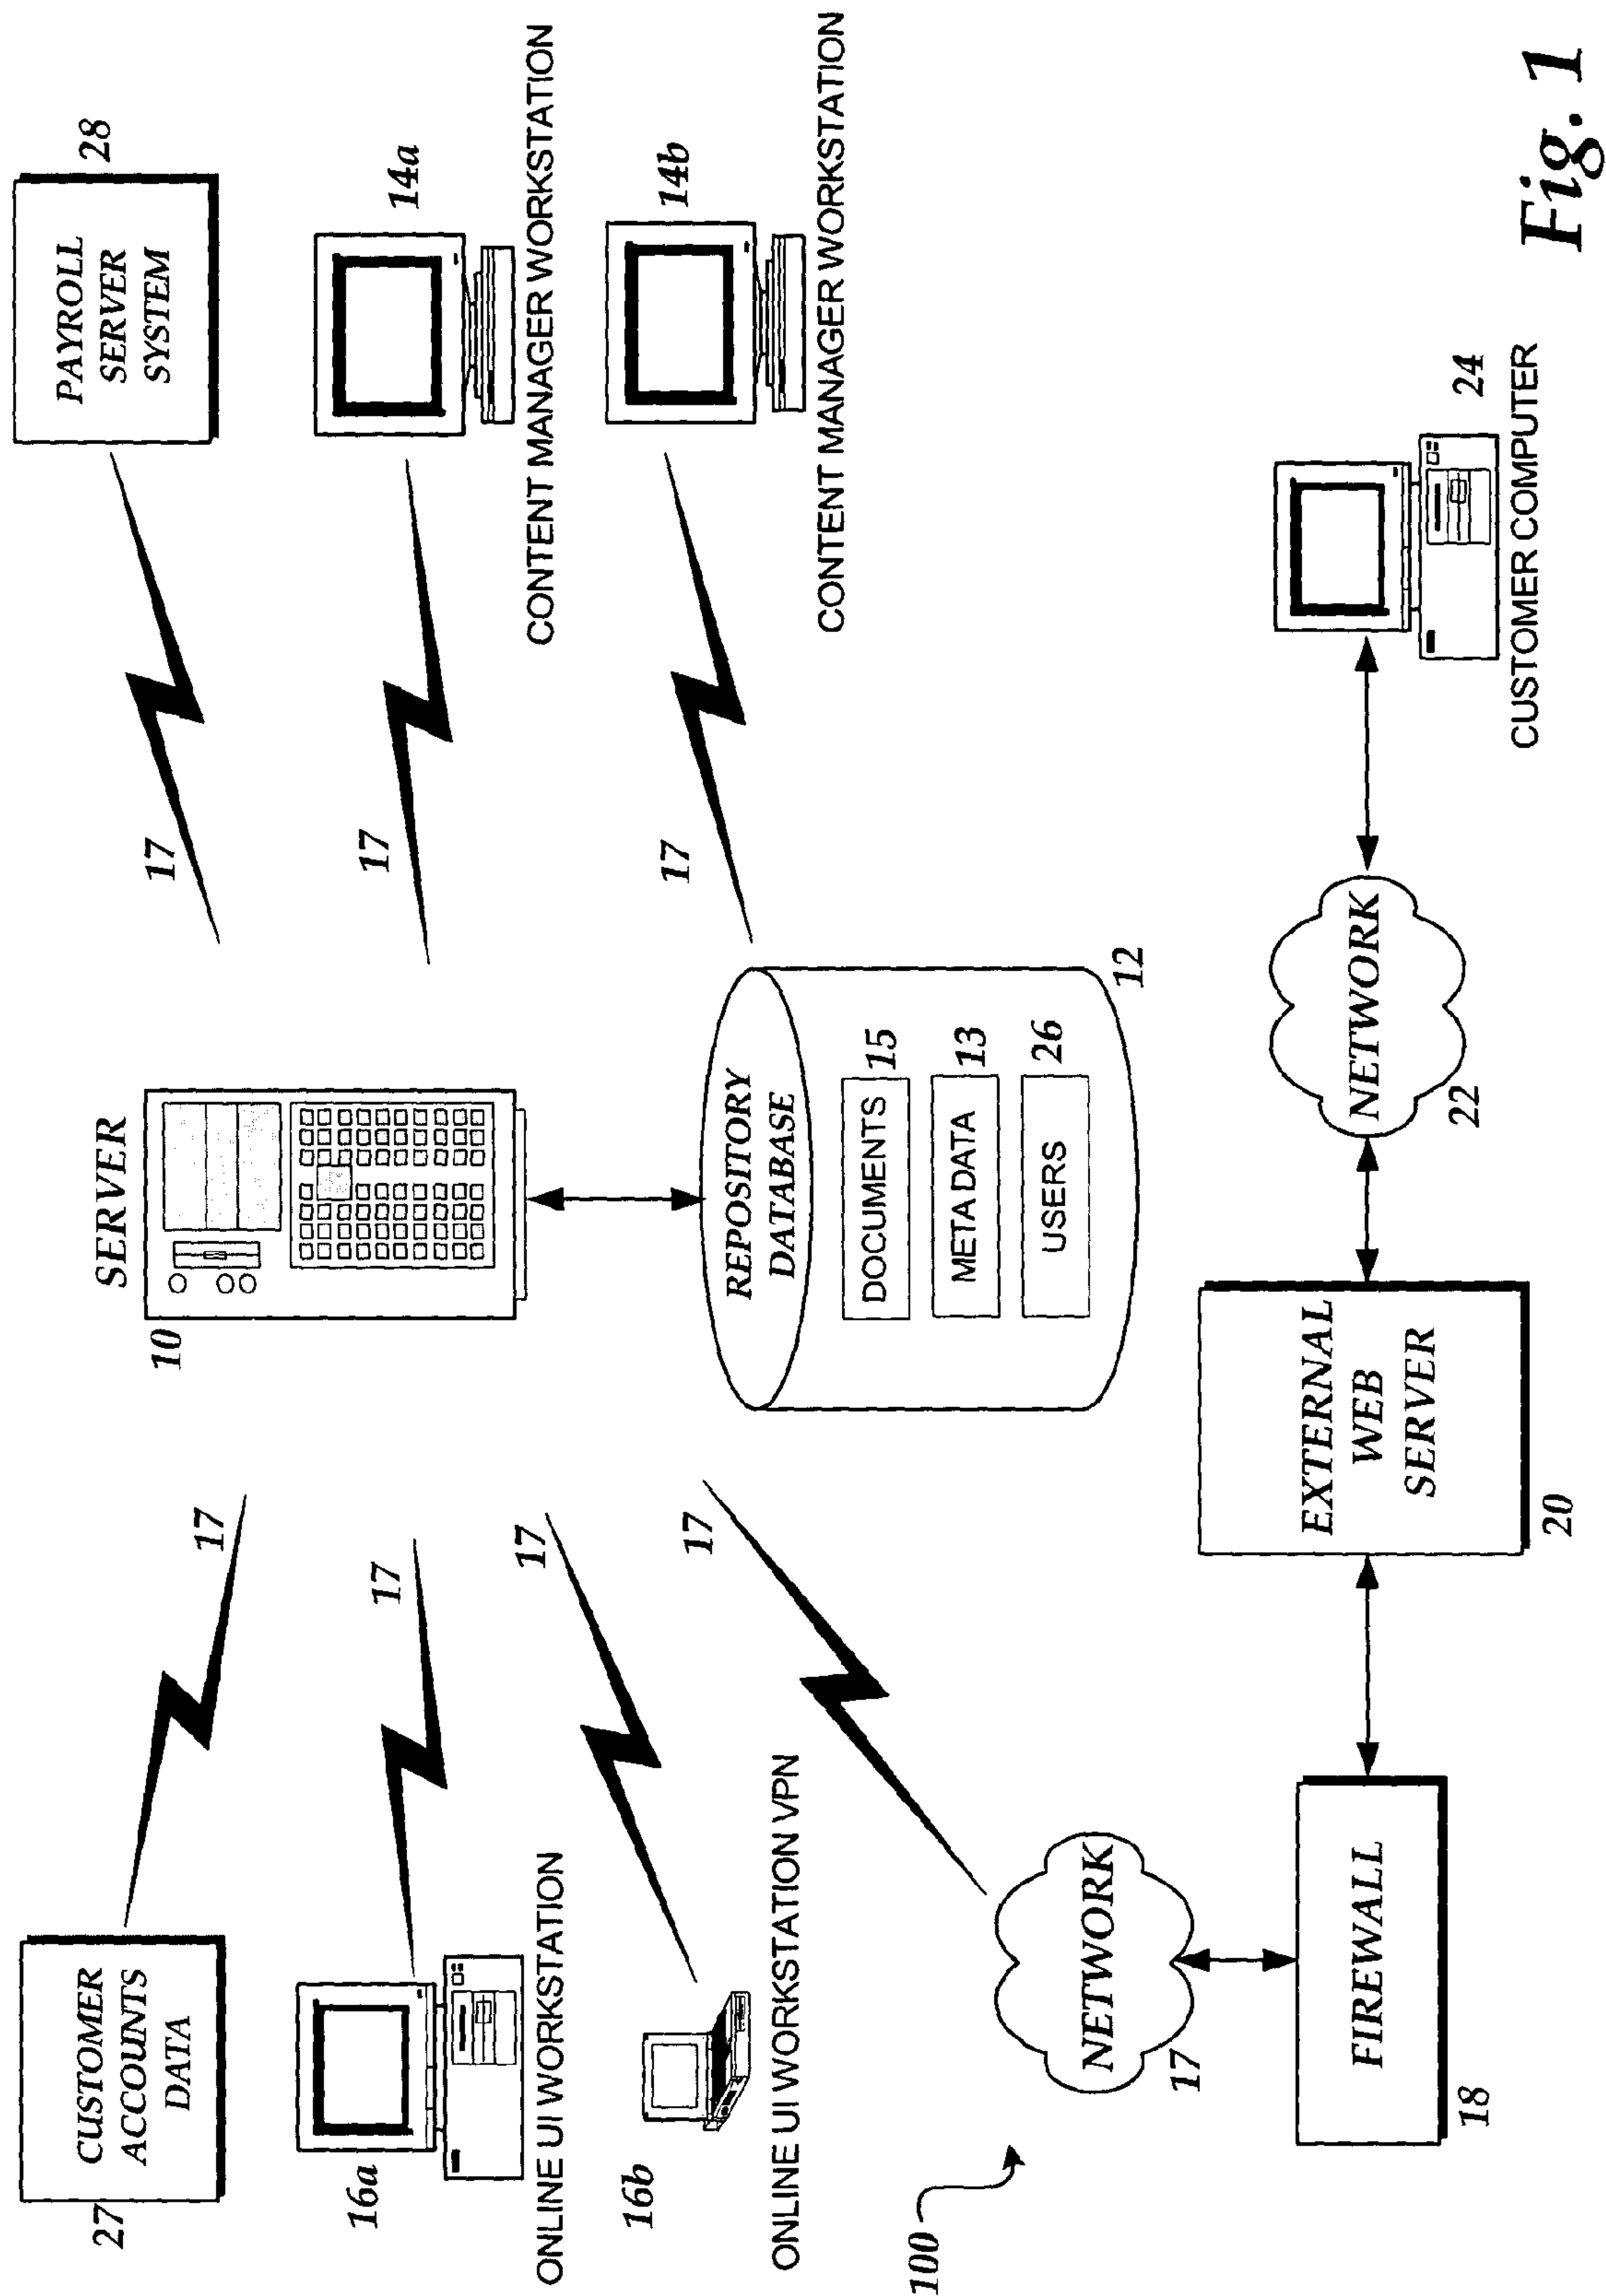 CUSTOMER
ACCOUNTS
DATA
27
17
SERVER
10
17
PAYROLL
SERVER
SYSTEM
28
16a
ONLINE UI WORKSTATION
17
17
14a
CONTENT MANAGER WORKSTATION
16b
ONLINE UI WORKSTATION VPN
17
17
14b
CONTENT MANAGER WORKSTATION
REPOSITORY
DATABASE
DOCUMENTS
15
META DATA
13
USERS
26
12
17
100
NETWORK
17
FIREWALL
18
EXTERNAL
WEB
SERVER
20
NETWORK
22
24
CUSTOMER COMPUTER
Fig. 1